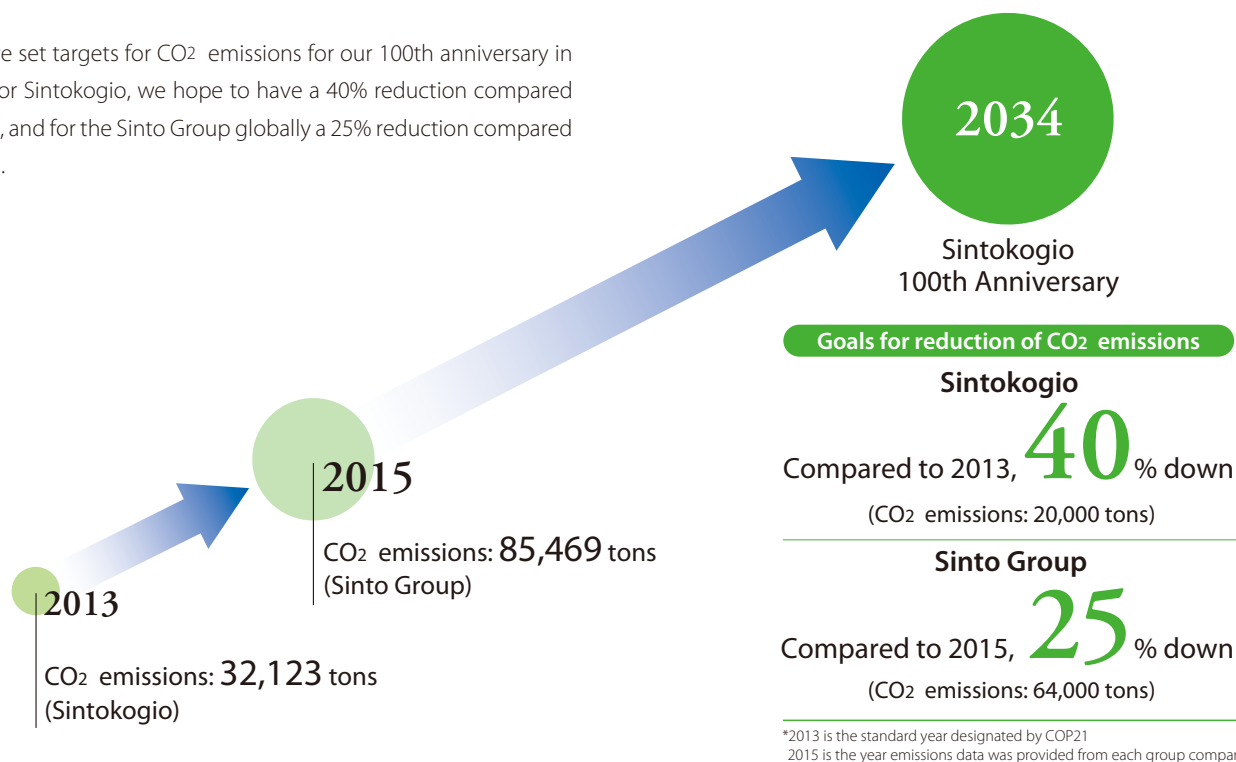 e set targets for CO2 emissions for our 100th anniversary in
or Sintokogio, we hope to have a 40% reduction compared
, and for the Sinto Group globally a 25% reduction compared
.
2034
Sintokogio
100th Anniversary
Goals for reduction of CO2 emissions
Sintokogio
Compared to 2013, 40% down
(CO2 emissions: 20,000 tons)
Sinto Group
Compared to 2015, 25% down
(CO2 emissions: 64,000 tons)
*2013 is the standard year designated by COP21
2015 is the year emissions data was provided from each group compan
2015
CO2 emissions: 85,469 tons
(Sinto Group)
2013
CO2 emissions: 32,123 tons
(Sintokogio)